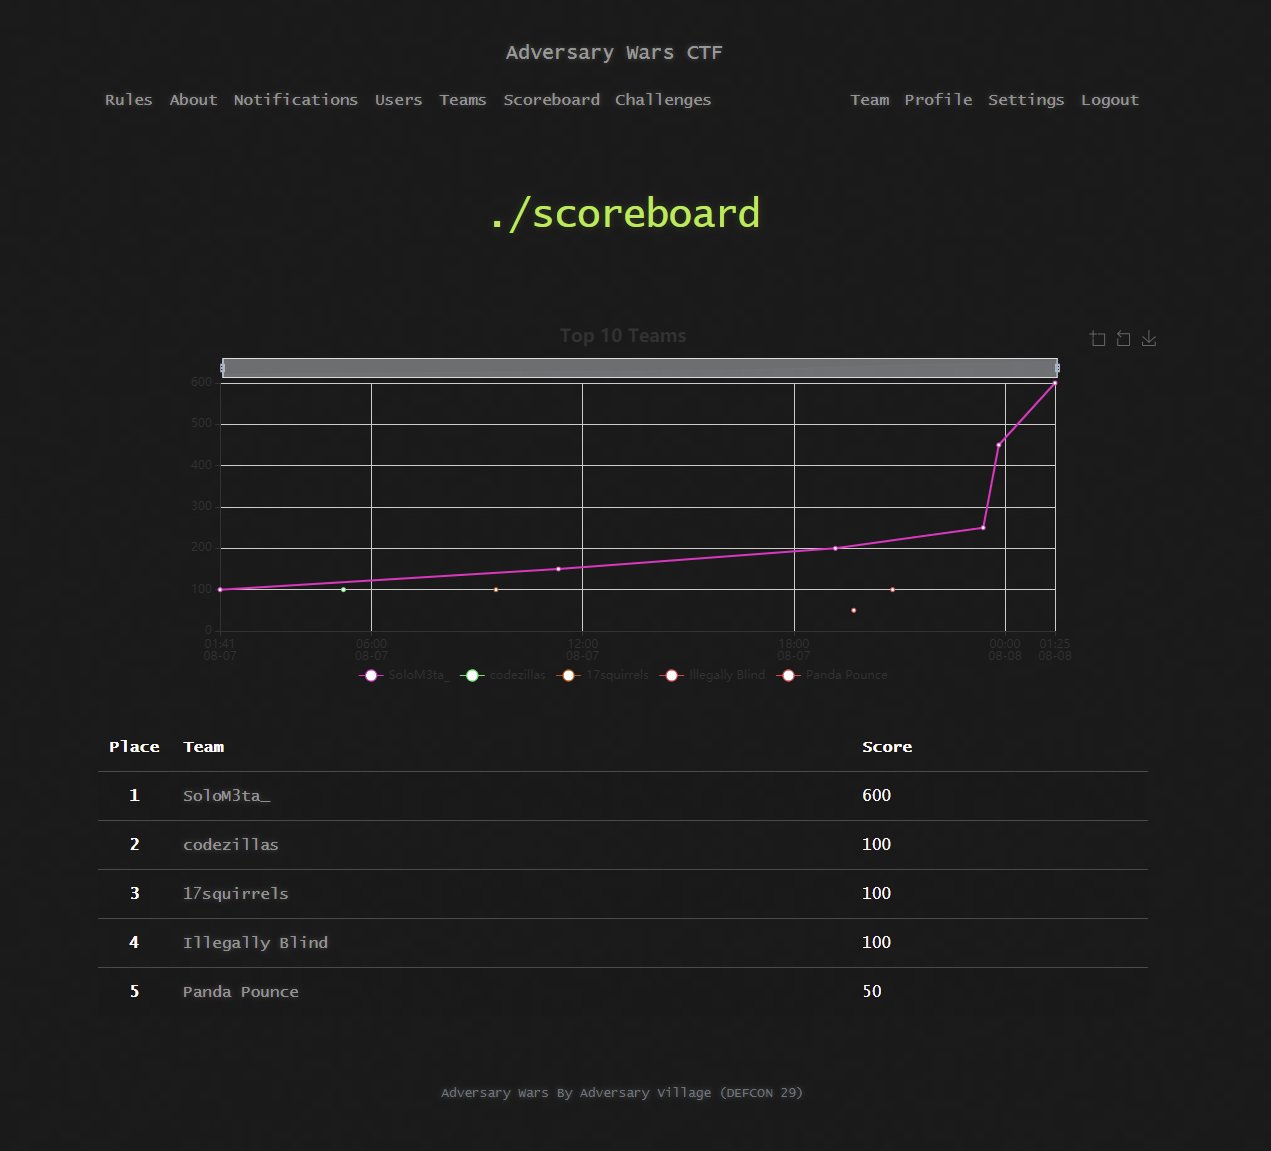 Adversary Wars CTF
Rules About Notifications Users Teams Scoreboard Challenges Team Profile Settings Logout
./scoreboard
Top 10 Teams
600
500
400
300
200
100
0
01:41 06:00 12:00 18:00 00:00 01:25
08-07 08-07 08-07 08-07 08-08 08-08
SoloM3ta_ codezillas 17squirrels Illegally Blind Panda Pounce
Place Team Score
1 SoloM3ta_ 600
2 codezillas 100
3 17squirrels 100
4 Illegally Blind 100
5 Panda Pounce 50
Adversary Wars By Adversary Village (DEFCON 29)